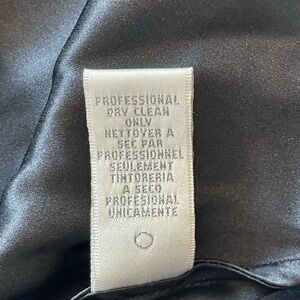 PROFESSIONAL
DRY CLEAN
ONLY
NETTOYER À
SEC PAR
PROFESSIONNEL
SEULEMENT
TINTORERIA
A SECO
PROFESIONAL
UNICAMENTE